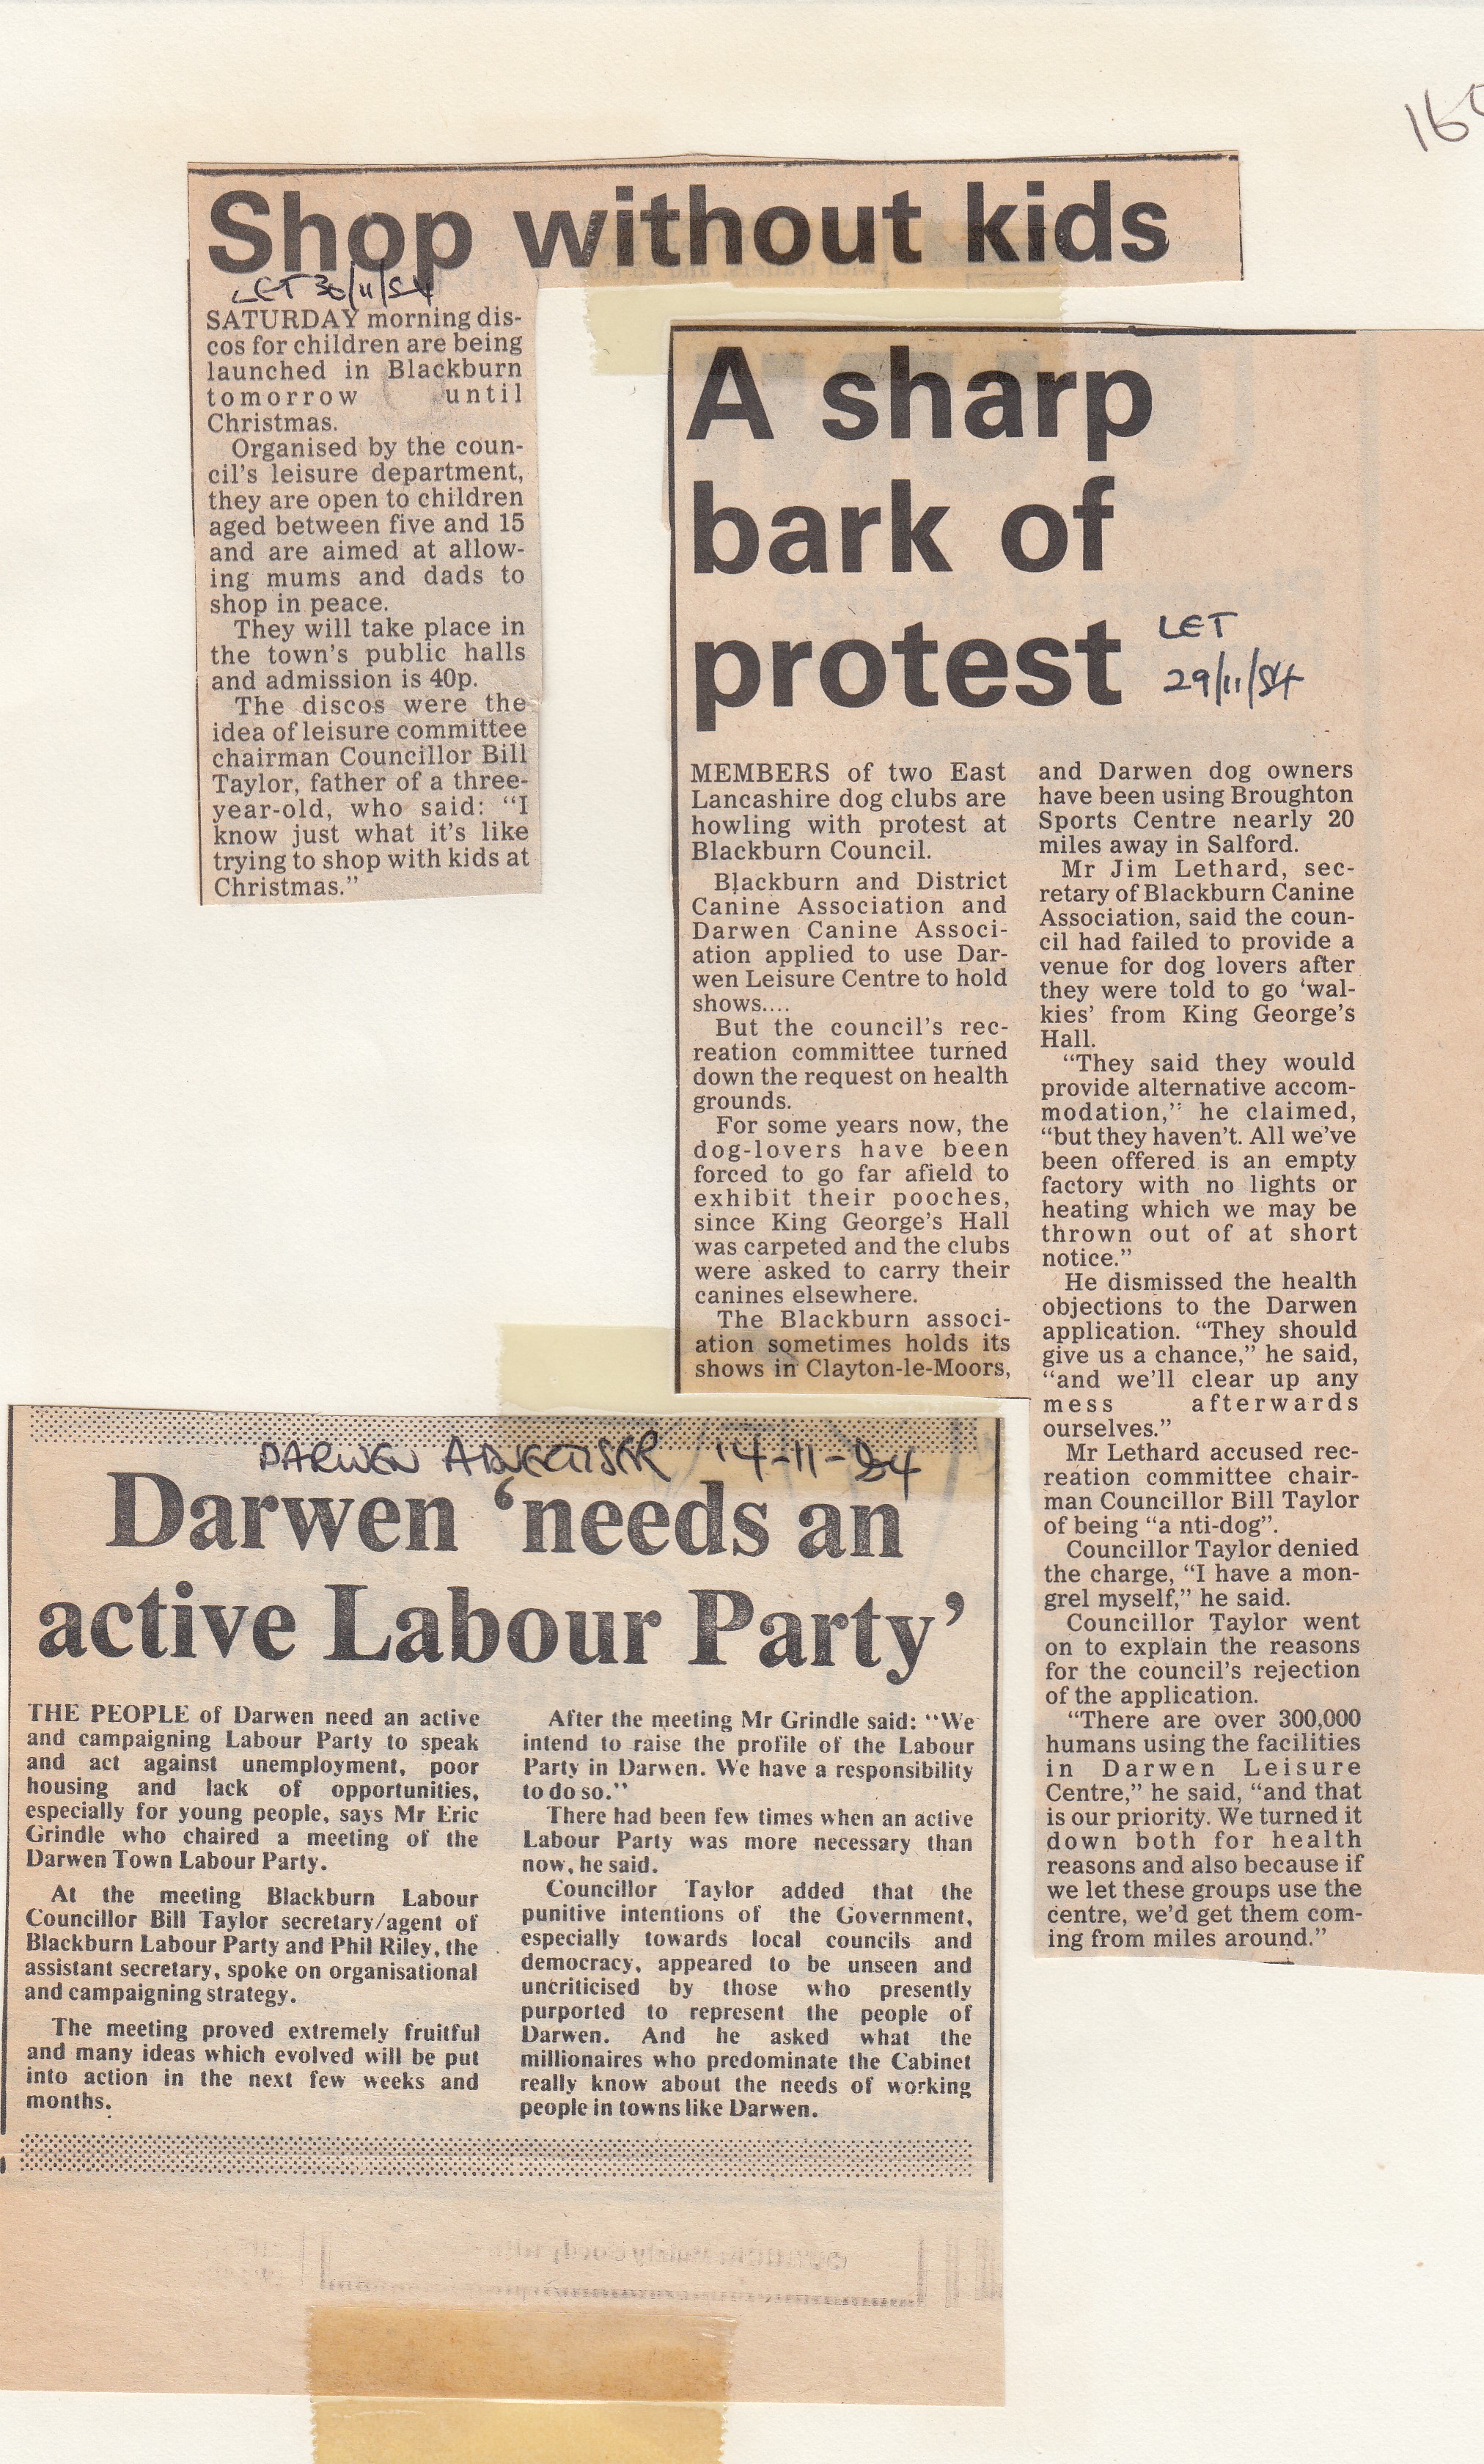 Shop without kids
LET 30/11/84
SATURDAY morning dis-
cos for children are being
launched in Blackburn
tomorrow until
Christmas.
Organised by the coun-
cil's leisure department,
they are open to children
aged between five and 15
and are aimed at allow-
ing mums and dads to
shop in peace.
They will take place in
the town's public halls
and admission is 40p.
The discos were the
idea of leisure committee
chairman Councillor Bill
Taylor, father of a three-
year-old, who said: “I
know just what it's like
trying to shop with kids at
Christmas.”
A sharp
bark of
protest
LET
29/11/84
MEMBERS of two East
Lancashire dog clubs are
howling with protest at
Blackburn Council.
Blackburn and District
Canine Association and
Darwen Canine Associ-
ation applied to use Dar-
wen Leisure Centre to hold
shows....
But the council's rec-
reation committee turned
down the request on health
grounds.
For some years now, the
dog-lovers have been
forced to go far afield to
exhibit their pooches,
since King George's Hall
was carpeted and the clubs
were asked to carry their
canines elsewhere.
The Blackburn associ-
ation sometimes holds its
shows in Clayton-le-Moors,
and Darwen dog owners
have been using Broughton
Sports Centre nearly 20
miles away in Salford.
Mr Jim Lethard, sec-
retary of Blackburn Canine
Association, said the coun-
cil had failed to provide a
venue for dog lovers after
they were told to go ‘wal-
kies’ from King George's
Hall.
“They said they would
provide alternative accom-
modation,” he claimed,
“but they haven't. All we've
been offered is an empty
factory with no lights or
heating which we may be
thrown out of at short
notice.”
He dismissed the health
objections to the Darwen
application. “They should
give us a chance,” he said,
“and we'll clear up any
mess afterwards
ourselves.”
Mr Lethard accused rec-
reation committee chair-
man Councillor Bill Taylor
of being “a nti-dog”.
Councillor Taylor denied
the charge, “I have a mon-
grel myself,” he said.
Councillor Taylor went
on to explain the reasons
for the council's rejection
of the application.
“There are over 300,000
humans using the facilities
in Darwen Leisure
Centre,” he said, “and that
is our priority. We turned it
down both for health
reasons and also because if
we let these groups use the
centre, we'd get them com-
ing from miles around.”
DARWEN ADVERTISER 14-11-84
Darwen ‘needs an
active Labour Party’
THE PEOPLE of Darwen need an active
and campaigning Labour Party to speak
and act against unemployment, poor
housing and lack of opportunities,
especially for young people, says Mr Eric
Grindle who chaired a meeting of the
Darwen Town Labour Party.
At the meeting Blackburn Labour
Councillor Bill Taylor secretary/agent of
Blackburn Labour Party and Phil Riley, the
assistant secretary, spoke on organisational
and campaigning strategy.
The meeting proved extremely fruitful
and many ideas which evolved will be put
into action in the next few weeks and
months.
After the meeting Mr Grindle said: “We
intend to raise the profile of the Labour
Party in Darwen. We have a responsibility
to do so.”
There had been few times when an active
Labour Party was more necessary than
now, he said.
Councillor Taylor added that the
punitive intentions of the Government,
especially towards local councils and
democracy, appeared to be unseen and
uncriticised by those who presently
purported to represent the people of
Darwen. And he asked what the
millionaires who predominate the Cabinet
really know about the needs of working
people in towns like Darwen.